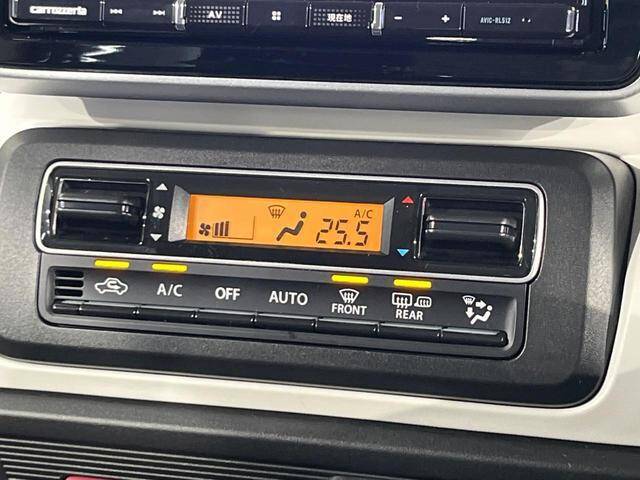 carrozzeria AV 現在地 − + AVIC-RL512
A/C
25.5
A/C OFF AUTO FRONT REAR